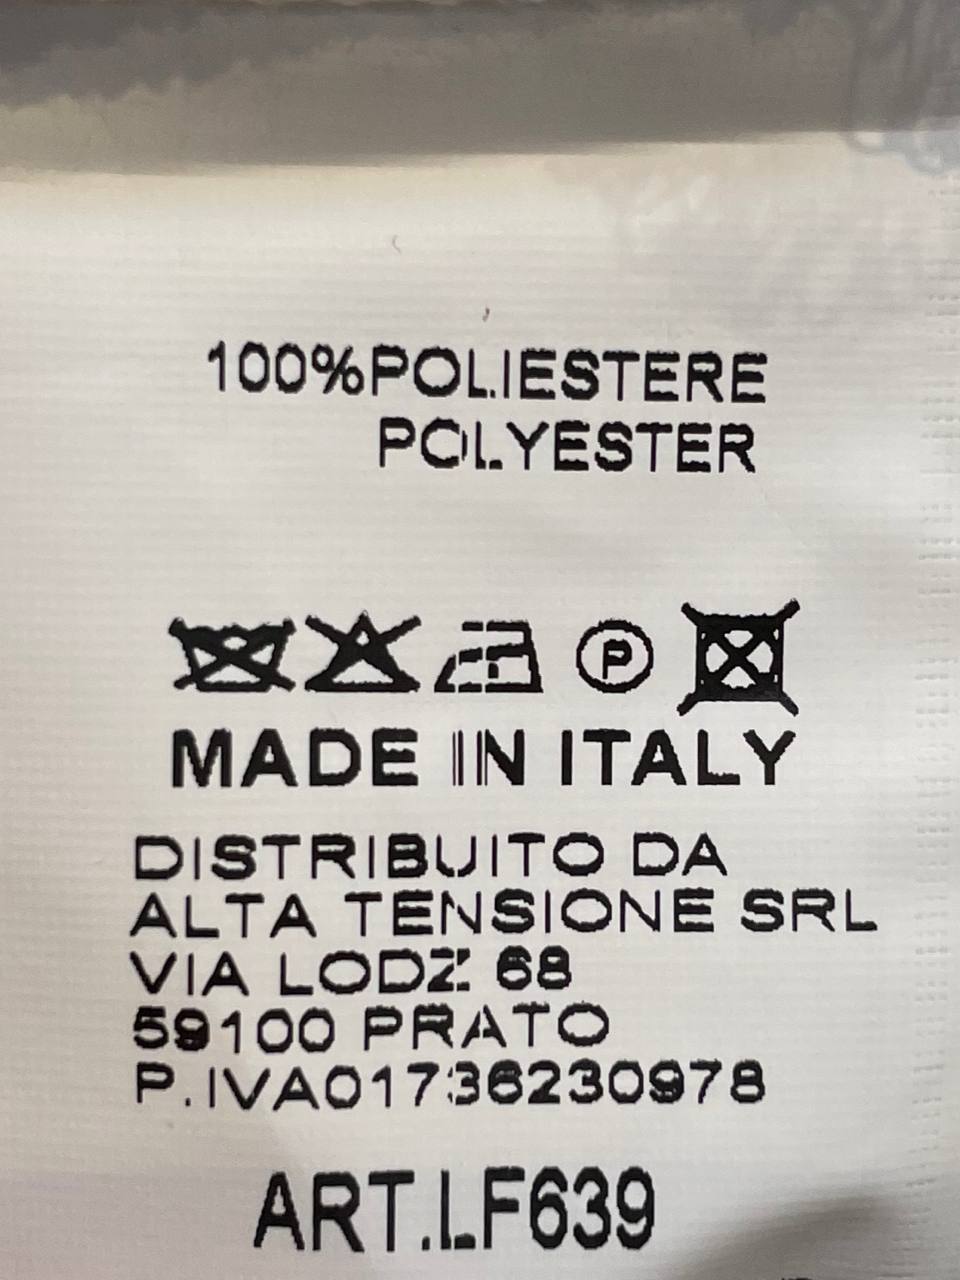 100%POLIESTERE
POLYESTER
P
MADE IN ITALY
DISTRIBUITO DA
ALTA TENSIONE SRL
VIA LODZ 68
59100 PRATO
P.IVA01736230978
ART.LF639